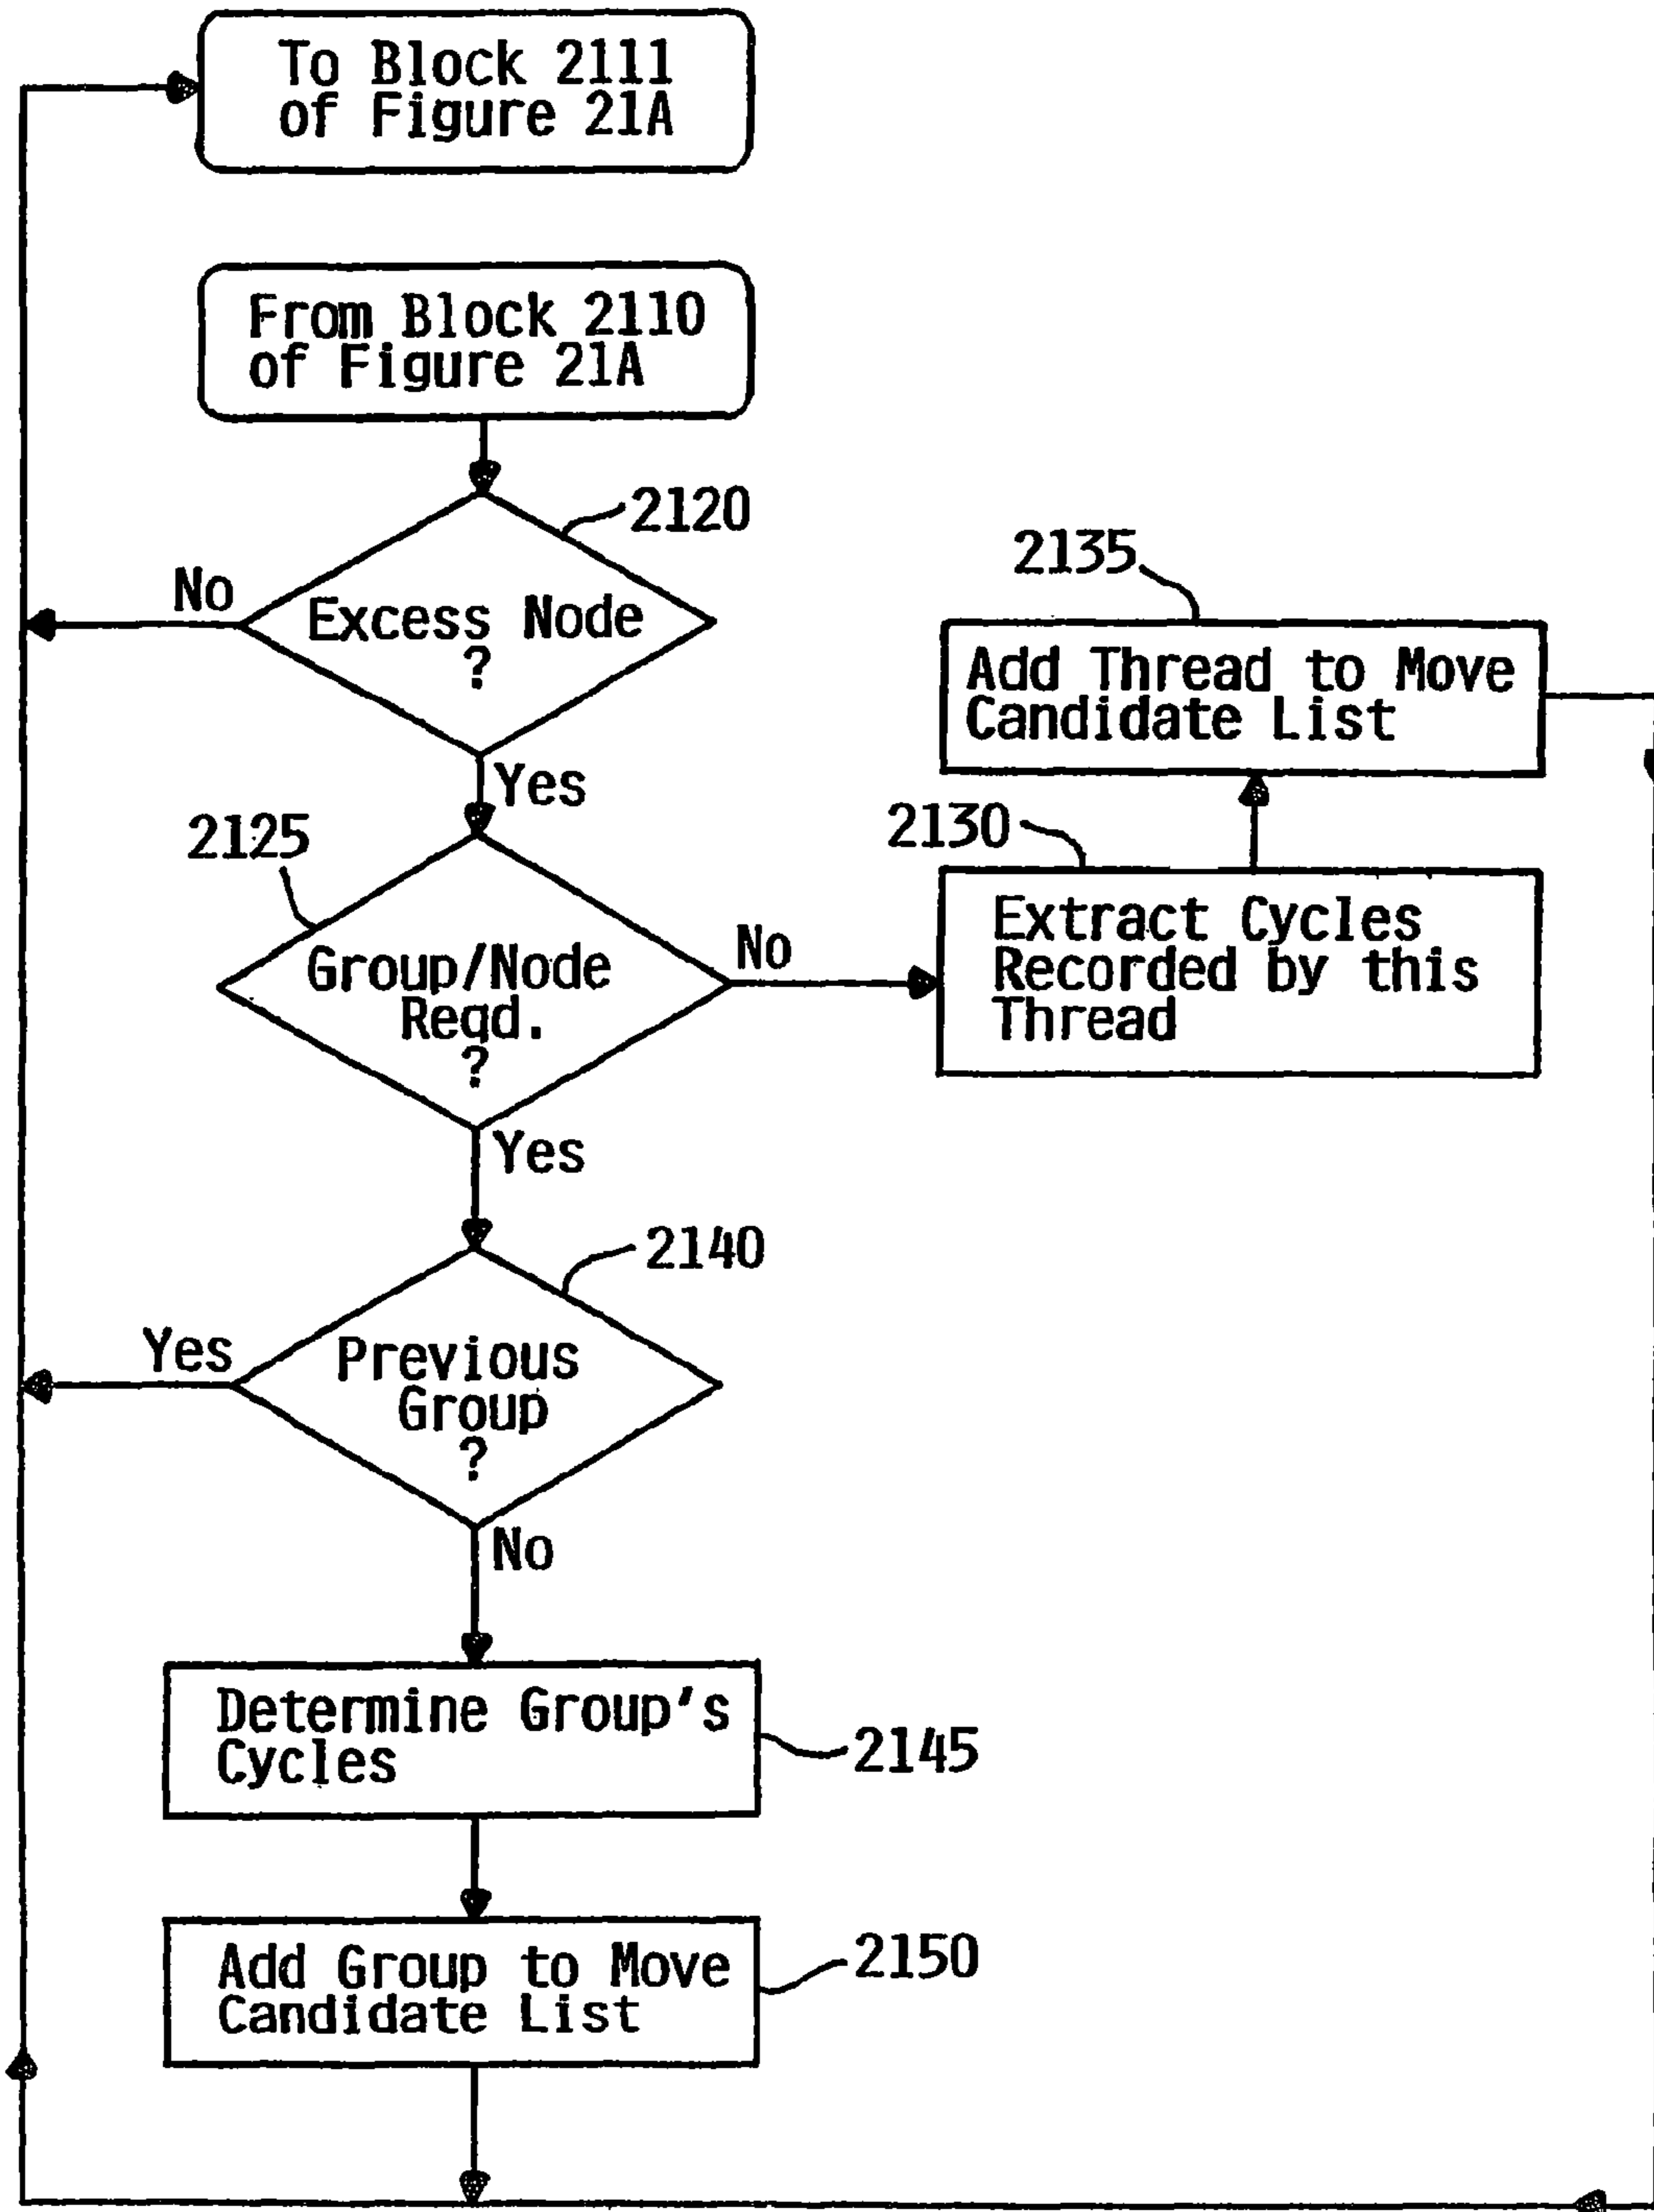 To Block 2111
of Figure 21A
From Block 2110
of Figure 21A
2120
No
Excess Node
?
Yes
2135
Add Thread to Move
Candidate List
2125
2130
Group/Node
Reqd.
?
No
Extract Cycles
Recorded by this
Thread
Yes
2140
Yes
Previous
Group
?
No
Determine Group's
Cycles
2145
Add Group to Move
Candidate List
2150